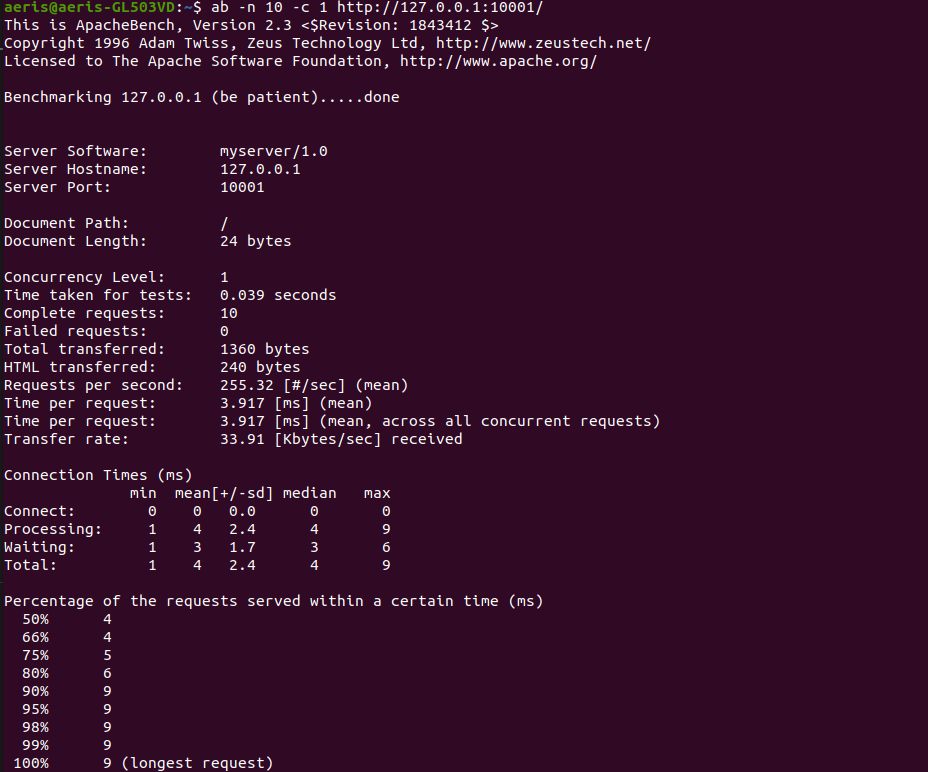 aeris@aeris-GL503VD:~$ ab -n 10 -c 1 http://127.0.0.1:10001/
This is ApacheBench, Version 2.3 <$Revision: 1843412 $>
Copyright 1996 Adam Twiss, Zeus Technology Ltd, http://www.zeustech.net/
Licensed to The Apache Software Foundation, http://www.apache.org/

Benchmarking 127.0.0.1 (be patient).....done


Server Software:        myserver/1.0
Server Hostname:        127.0.0.1
Server Port:            10001

Document Path:          /
Document Length:        24 bytes

Concurrency Level:      1
Time taken for tests:   0.039 seconds
Complete requests:      10
Failed requests:        0
Total transferred:      1360 bytes
HTML transferred:       240 bytes
Requests per second:    255.32 [#/sec] (mean)
Time per request:       3.917 [ms] (mean)
Time per request:       3.917 [ms] (mean, across all concurrent requests)
Transfer rate:          33.91 [Kbytes/sec] received

Connection Times (ms)
              min  mean[+/-sd] median   max
Connect:        0    0   0.0      0       0
Processing:     1    4   2.4      4       9
Waiting:        1    3   1.7      3       6
Total:          1    4   2.4      4       9

Percentage of the requests served within a certain time (ms)
  50%      4
  66%      4
  75%      5
  80%      6
  90%      9
  95%      9
  98%      9
  99%      9
 100%      9 (longest request)